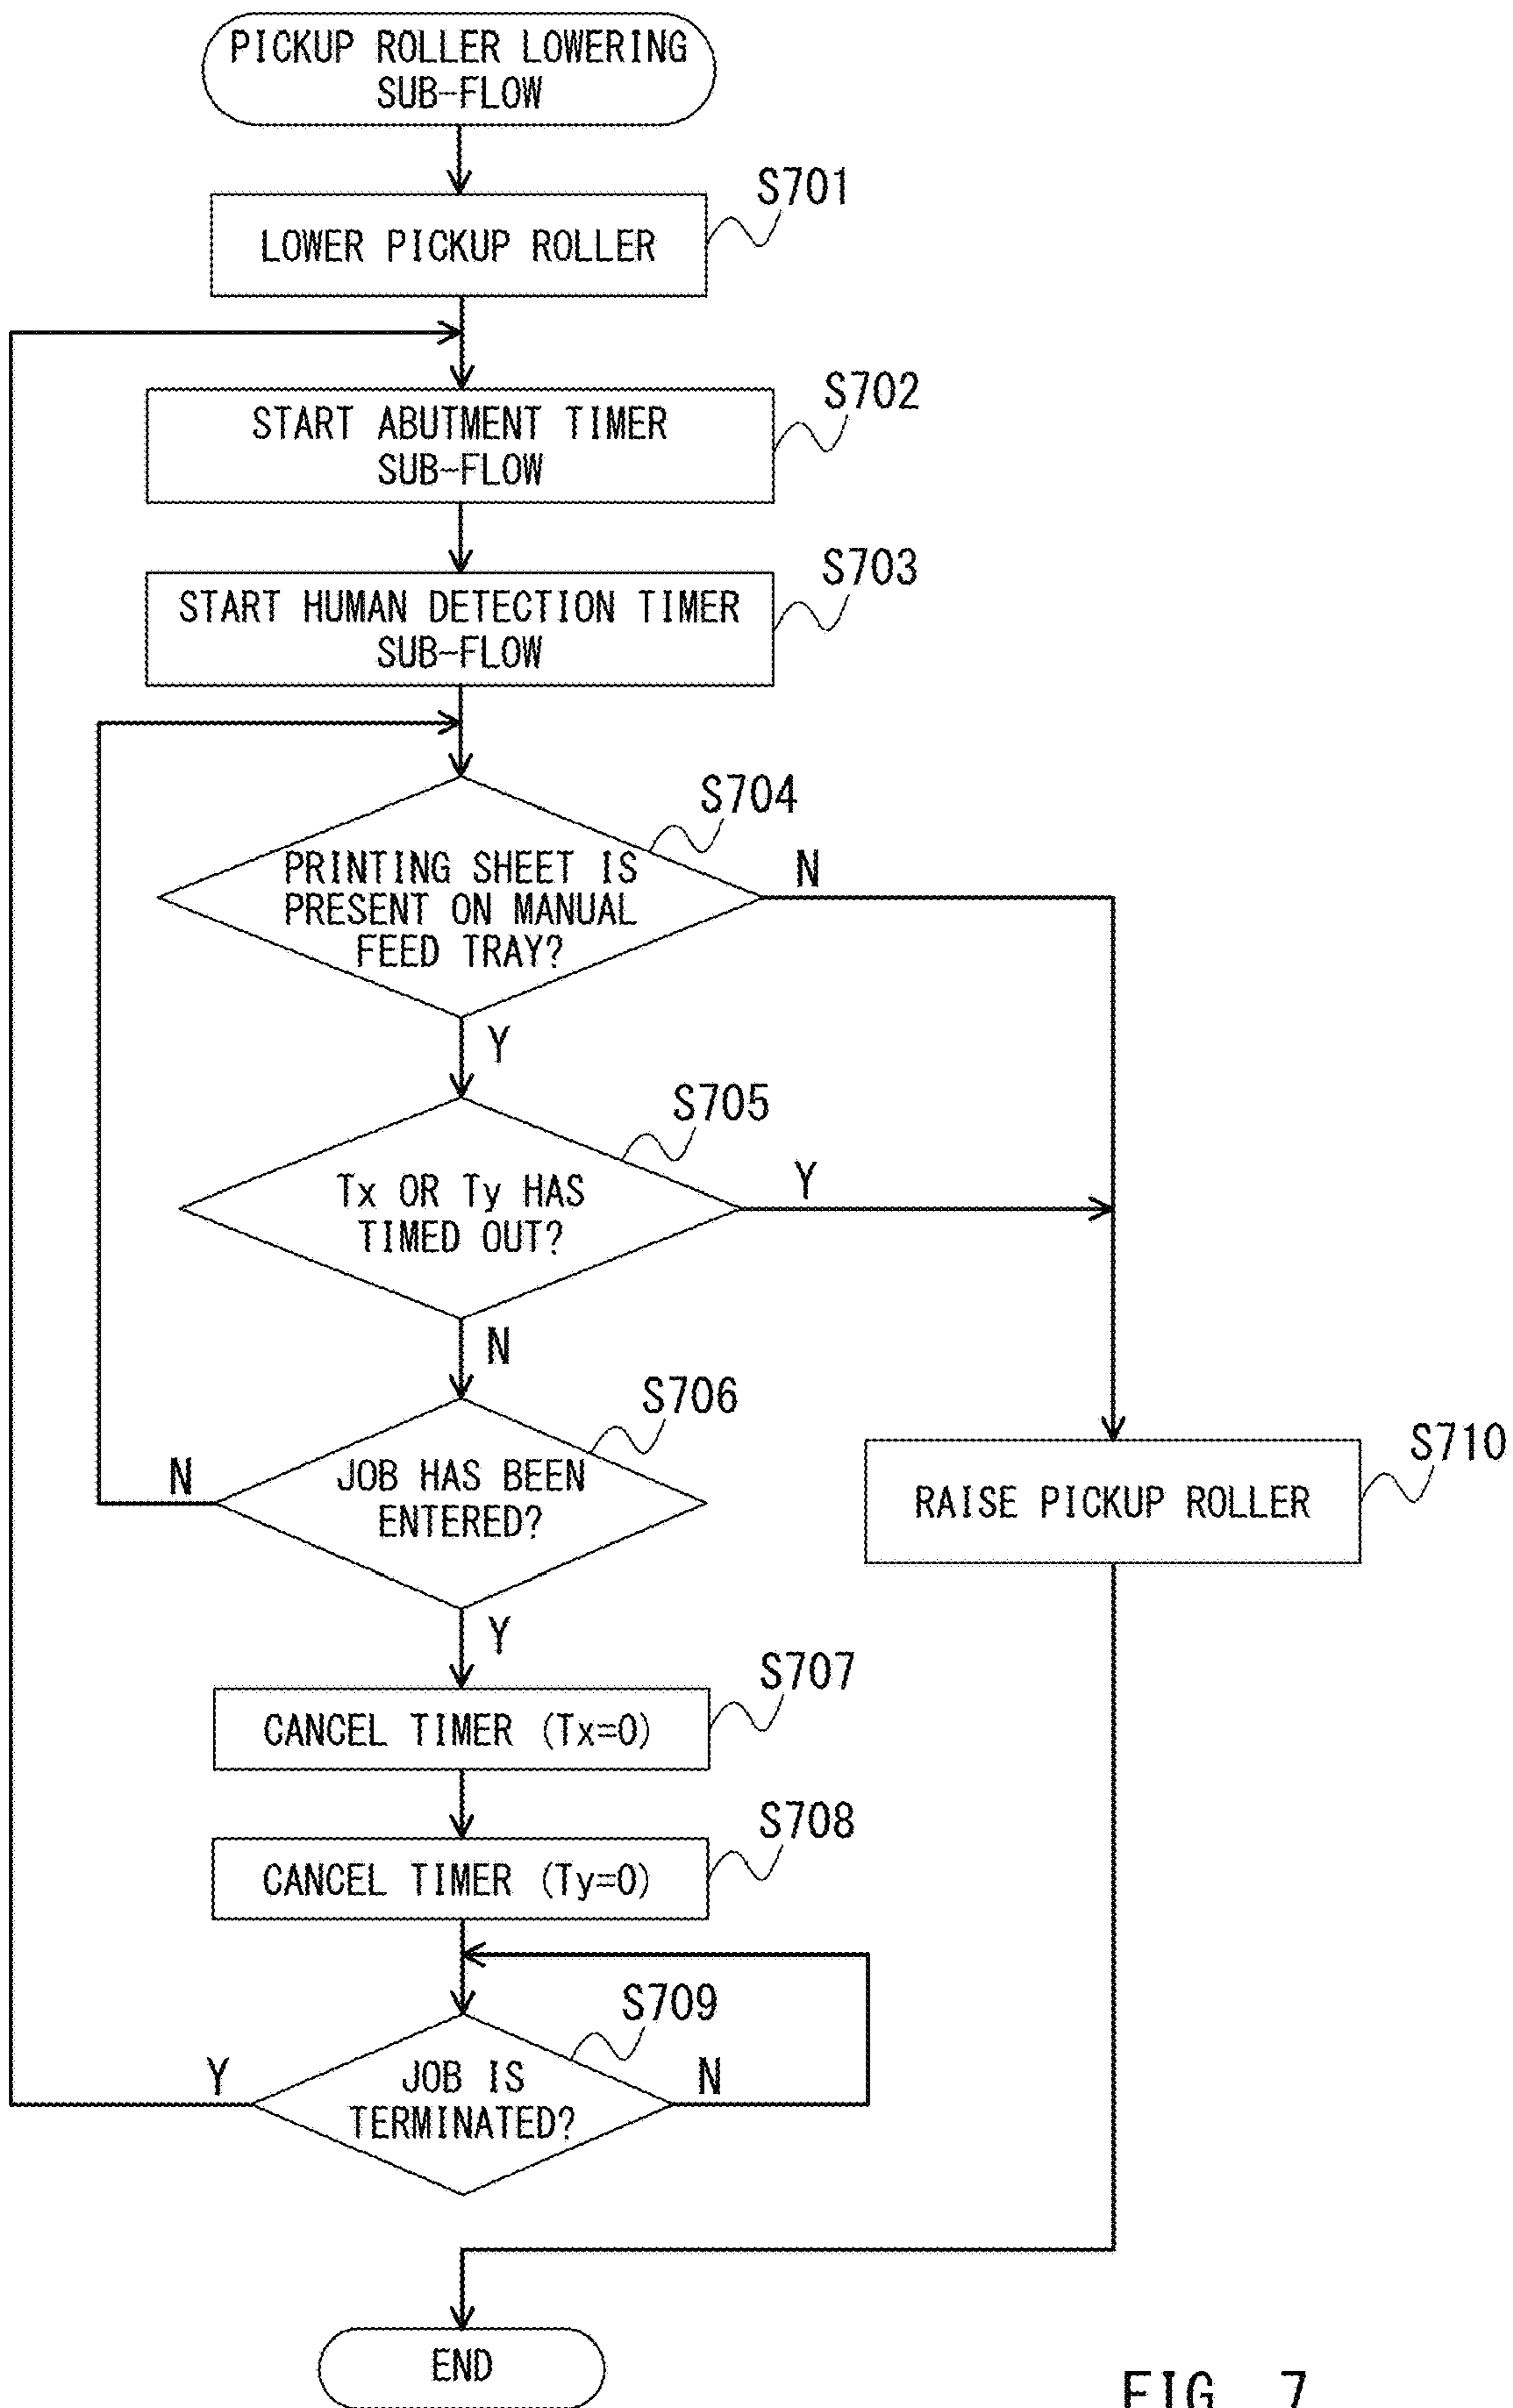 PICKUP ROLLER LOWERING
SUB-FLOW
S701
LOWER PICKUP ROLLER
S702
START ABUTMENT TIMER
SUB-FLOW
S703
START HUMAN DETECTION TIMER
SUB-FLOW
S704
PRINTING SHEET IS
PRESENT ON MANUAL
FEED TRAY?
N
Y
S705
Tx OR Ty HAS
TIMED OUT?
Y
N
S706
JOB HAS BEEN
ENTERED?
N
Y
S710
RAISE PICKUP ROLLER
S707
CANCEL TIMER (Tx=0)
S708
CANCEL TIMER (Ty=0)
S709
JOB IS
TERMINATED?
Y
N
END
FIG. 7